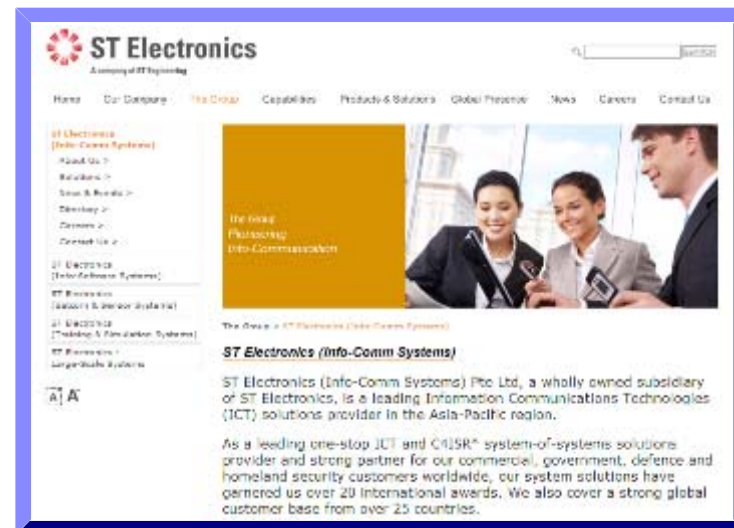 ST Electronics
A company of ST Engineering
Home Our Company The Group Capabilities Products & Solutions Global Presence News Careers Contact Us
ST Electronics
(Info-Comm Systems)
About Us >
Solutions >
News & Events >
Directory >
Careers >
Contact Us >
ST Electronics
(Info-Software Systems)
ST Electronics
(Satcom & Sensor Systems)
ST Electronics
(Training & Simulation Systems)
ST Electronics -
Large-Scale Systems
A A
The Group
Pioneering
Info-Communication
The Group > ST Electronics (Info-Comm Systems)
ST Electronics (Info-Comm Systems)
ST Electronics (Info-Comm Systems) Pte Ltd, a wholly owned subsidiary
of ST Electronics, is a leading Information Communications Technologies
(ICT) solutions provider in the Asia-Pacific region.
As a leading one-stop ICT and C4ISR* system-of-systems solutions
provider and strong partner for our commercial, government, defence and
homeland security customers worldwide, our system solutions have
garnered us over 20 international awards. We also cover a strong global
customer base from over 25 countries.